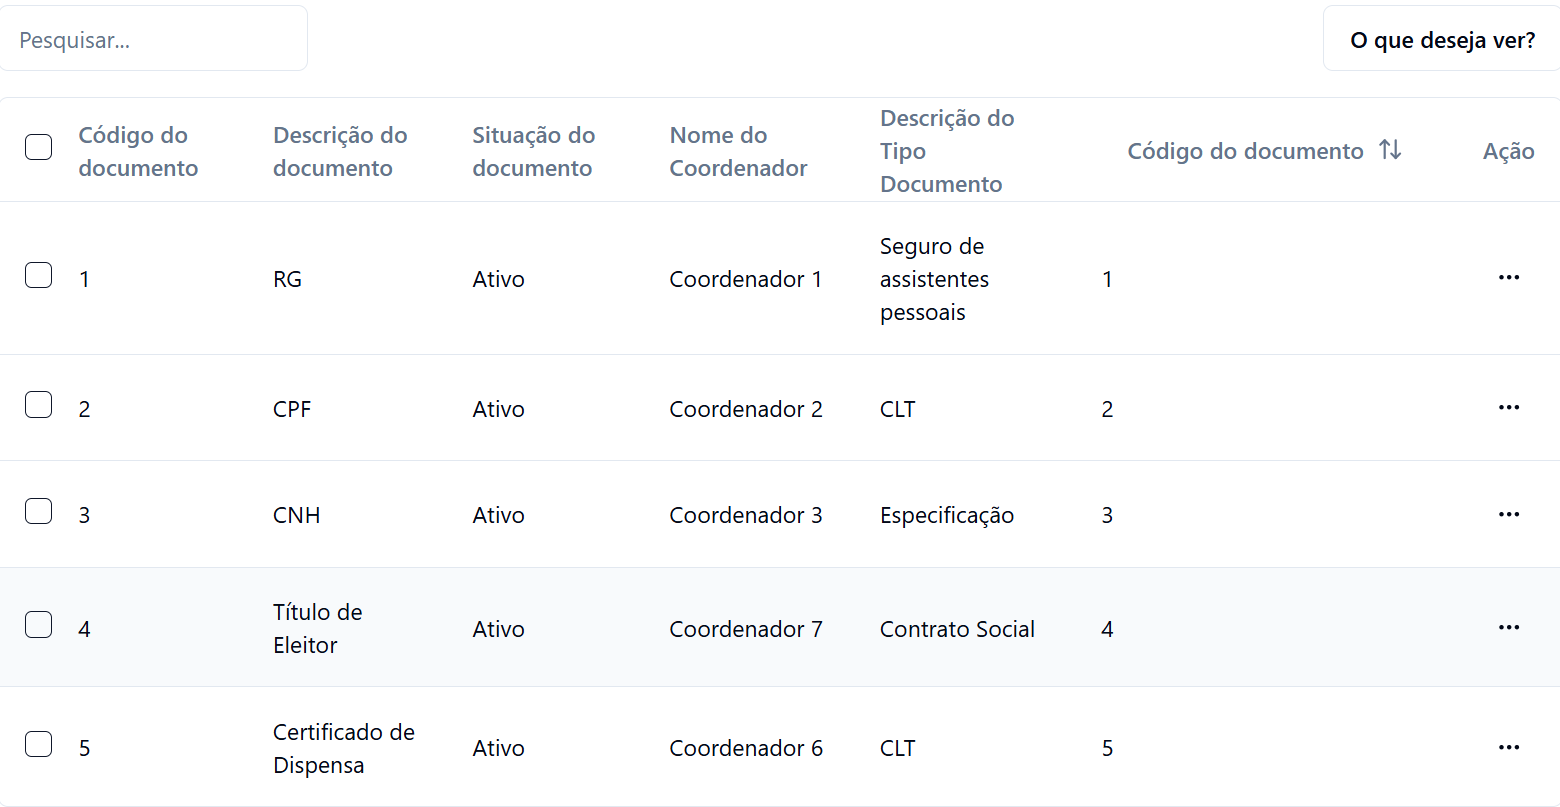 Pesquisar...
O que deseja ver?
Código do documento
Descrição do documento
Situação do documento
Nome do Coordenador
Descrição do Tipo Documento
Código do documento
Ação
1
RG
Ativo
Coordenador 1
Seguro de assistentes pessoais
1
2
CPF
Ativo
Coordenador 2
CLT
2
3
CNH
Ativo
Coordenador 3
Especificação
3
4
Título de Eleitor
Ativo
Coordenador 7
Contrato Social
4
5
Certificado de Dispensa
Ativo
Coordenador 6
CLT
5